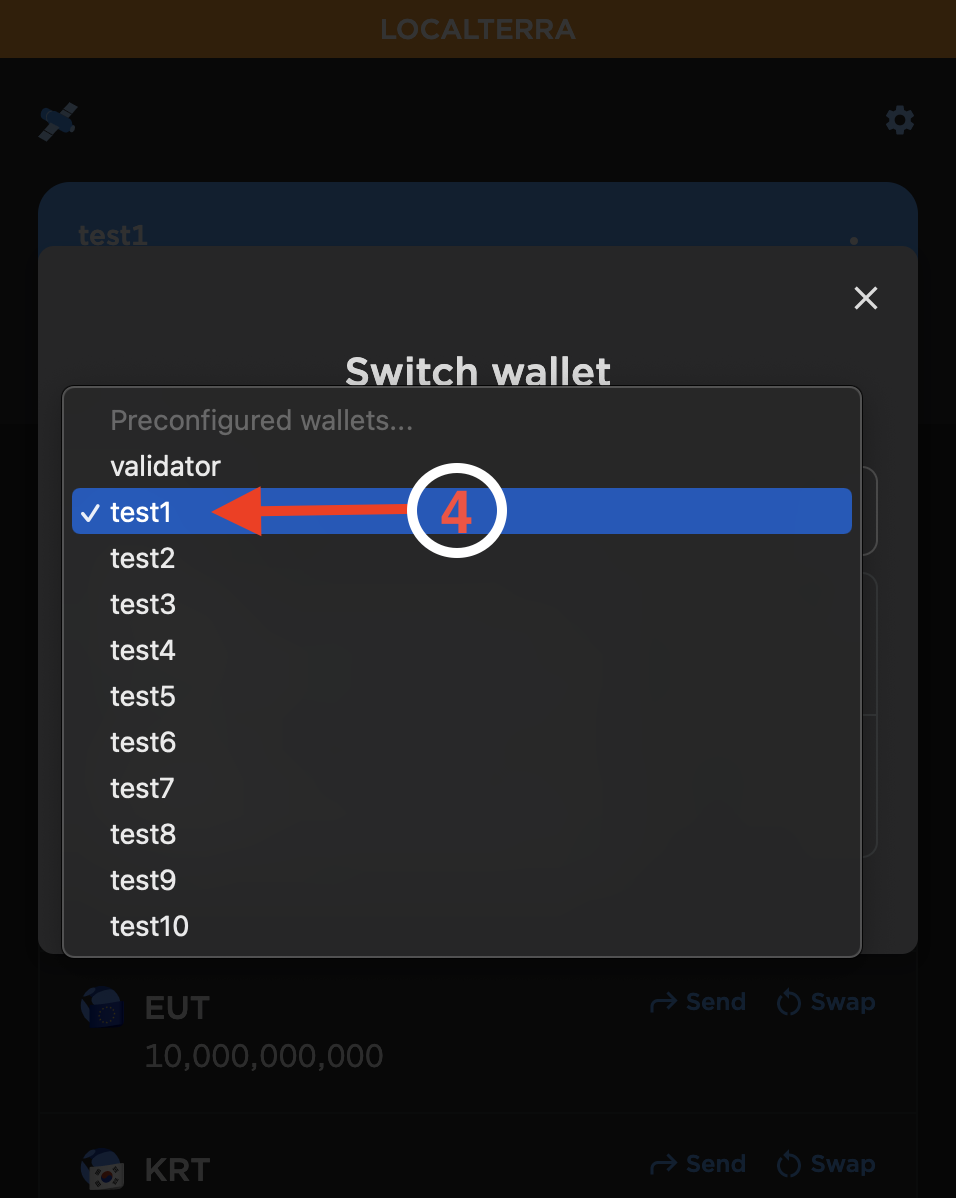 LOCALTERRA
test1
Switch wallet
Preconfigured wallets...
validator
✓ test1 4
test2
test3
test4
test5
test6
test7
test8
test9
test10
EUT Send Swap
10,000,000,000
KRT Send Swap